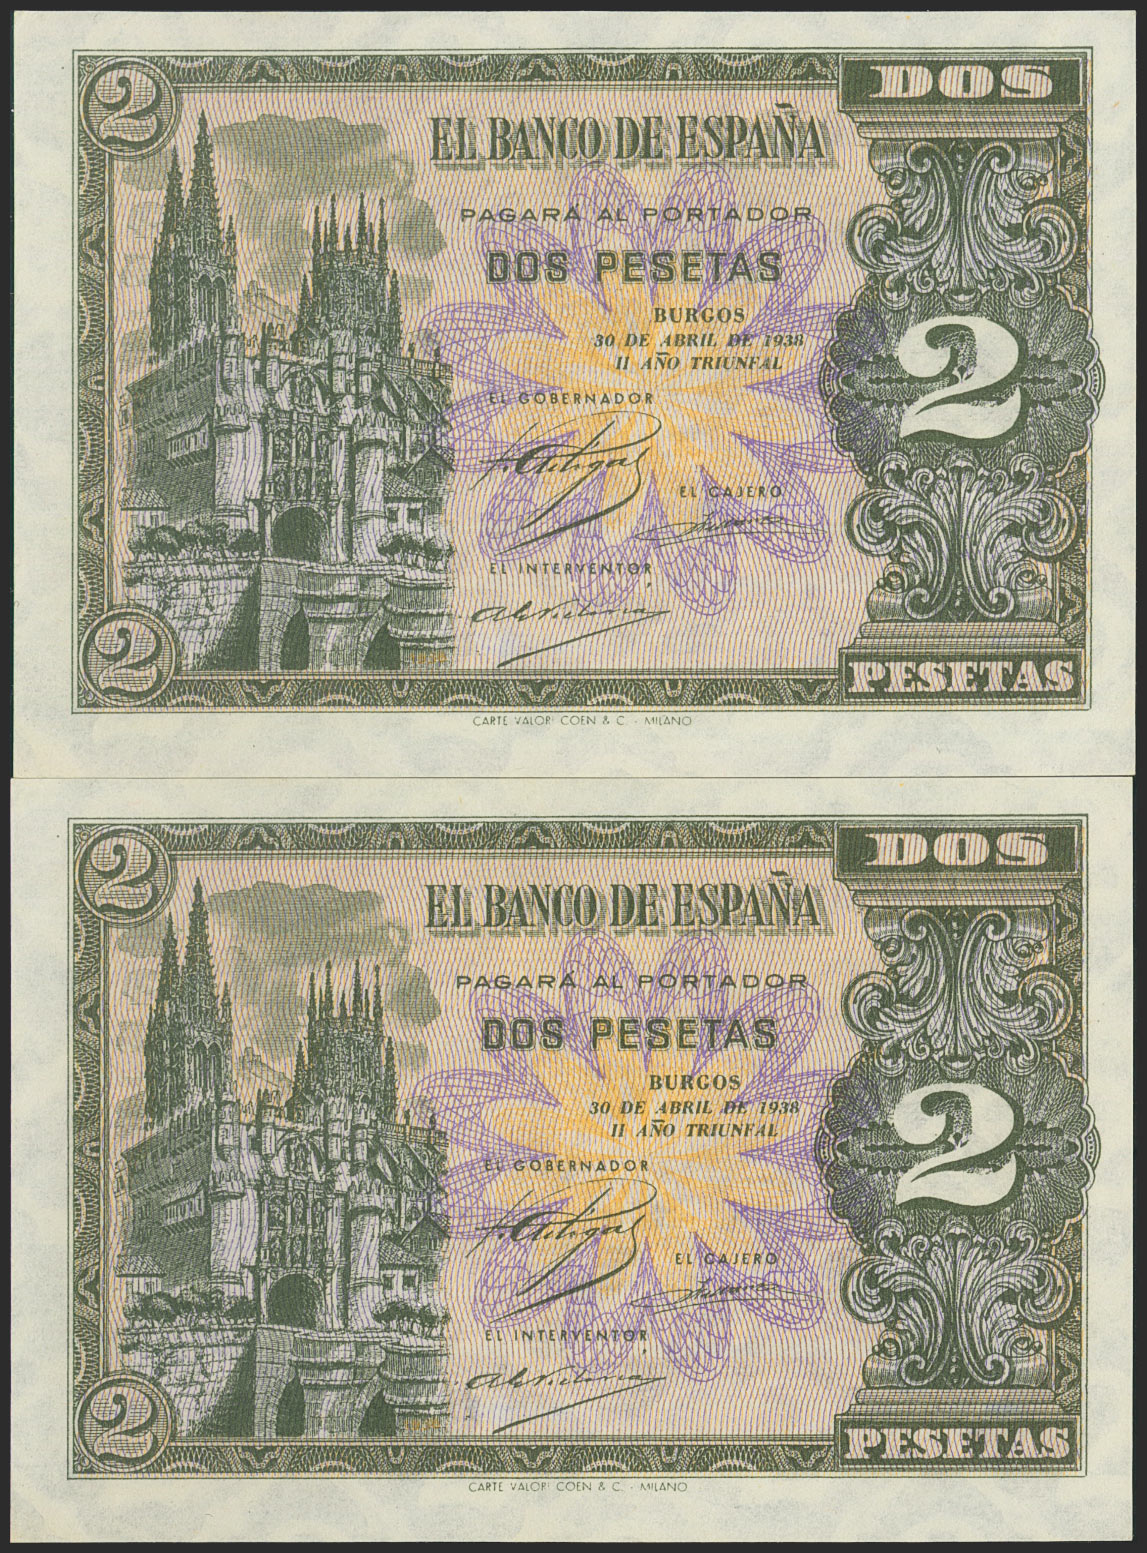 2
DOS
EL BANCO DE ESPAÑA
PAGARÁ AL PORTADOR
DOS PESETAS
BURGOS
30 DE ABRIL DE 1938
II AÑO TRIUNFAL
2
EL GOBERNADOR
EL CAJERO
EL INTERVENTOR,
2
PESETAS
CARTE VALORI COEN & C. - MILANO
2
DOS
EL BANCO DE ESPAÑA
PAGARÁ AL PORTADOR
DOS PESETAS
BURGOS
30 DE ABRIL DE 1938
II AÑO TRIUNFAL
2
EL GOBERNADOR
EL CAJERO
EL INTERVENTOR,
2
PESETAS
CARTE VALORI COEN & C. - MILANO